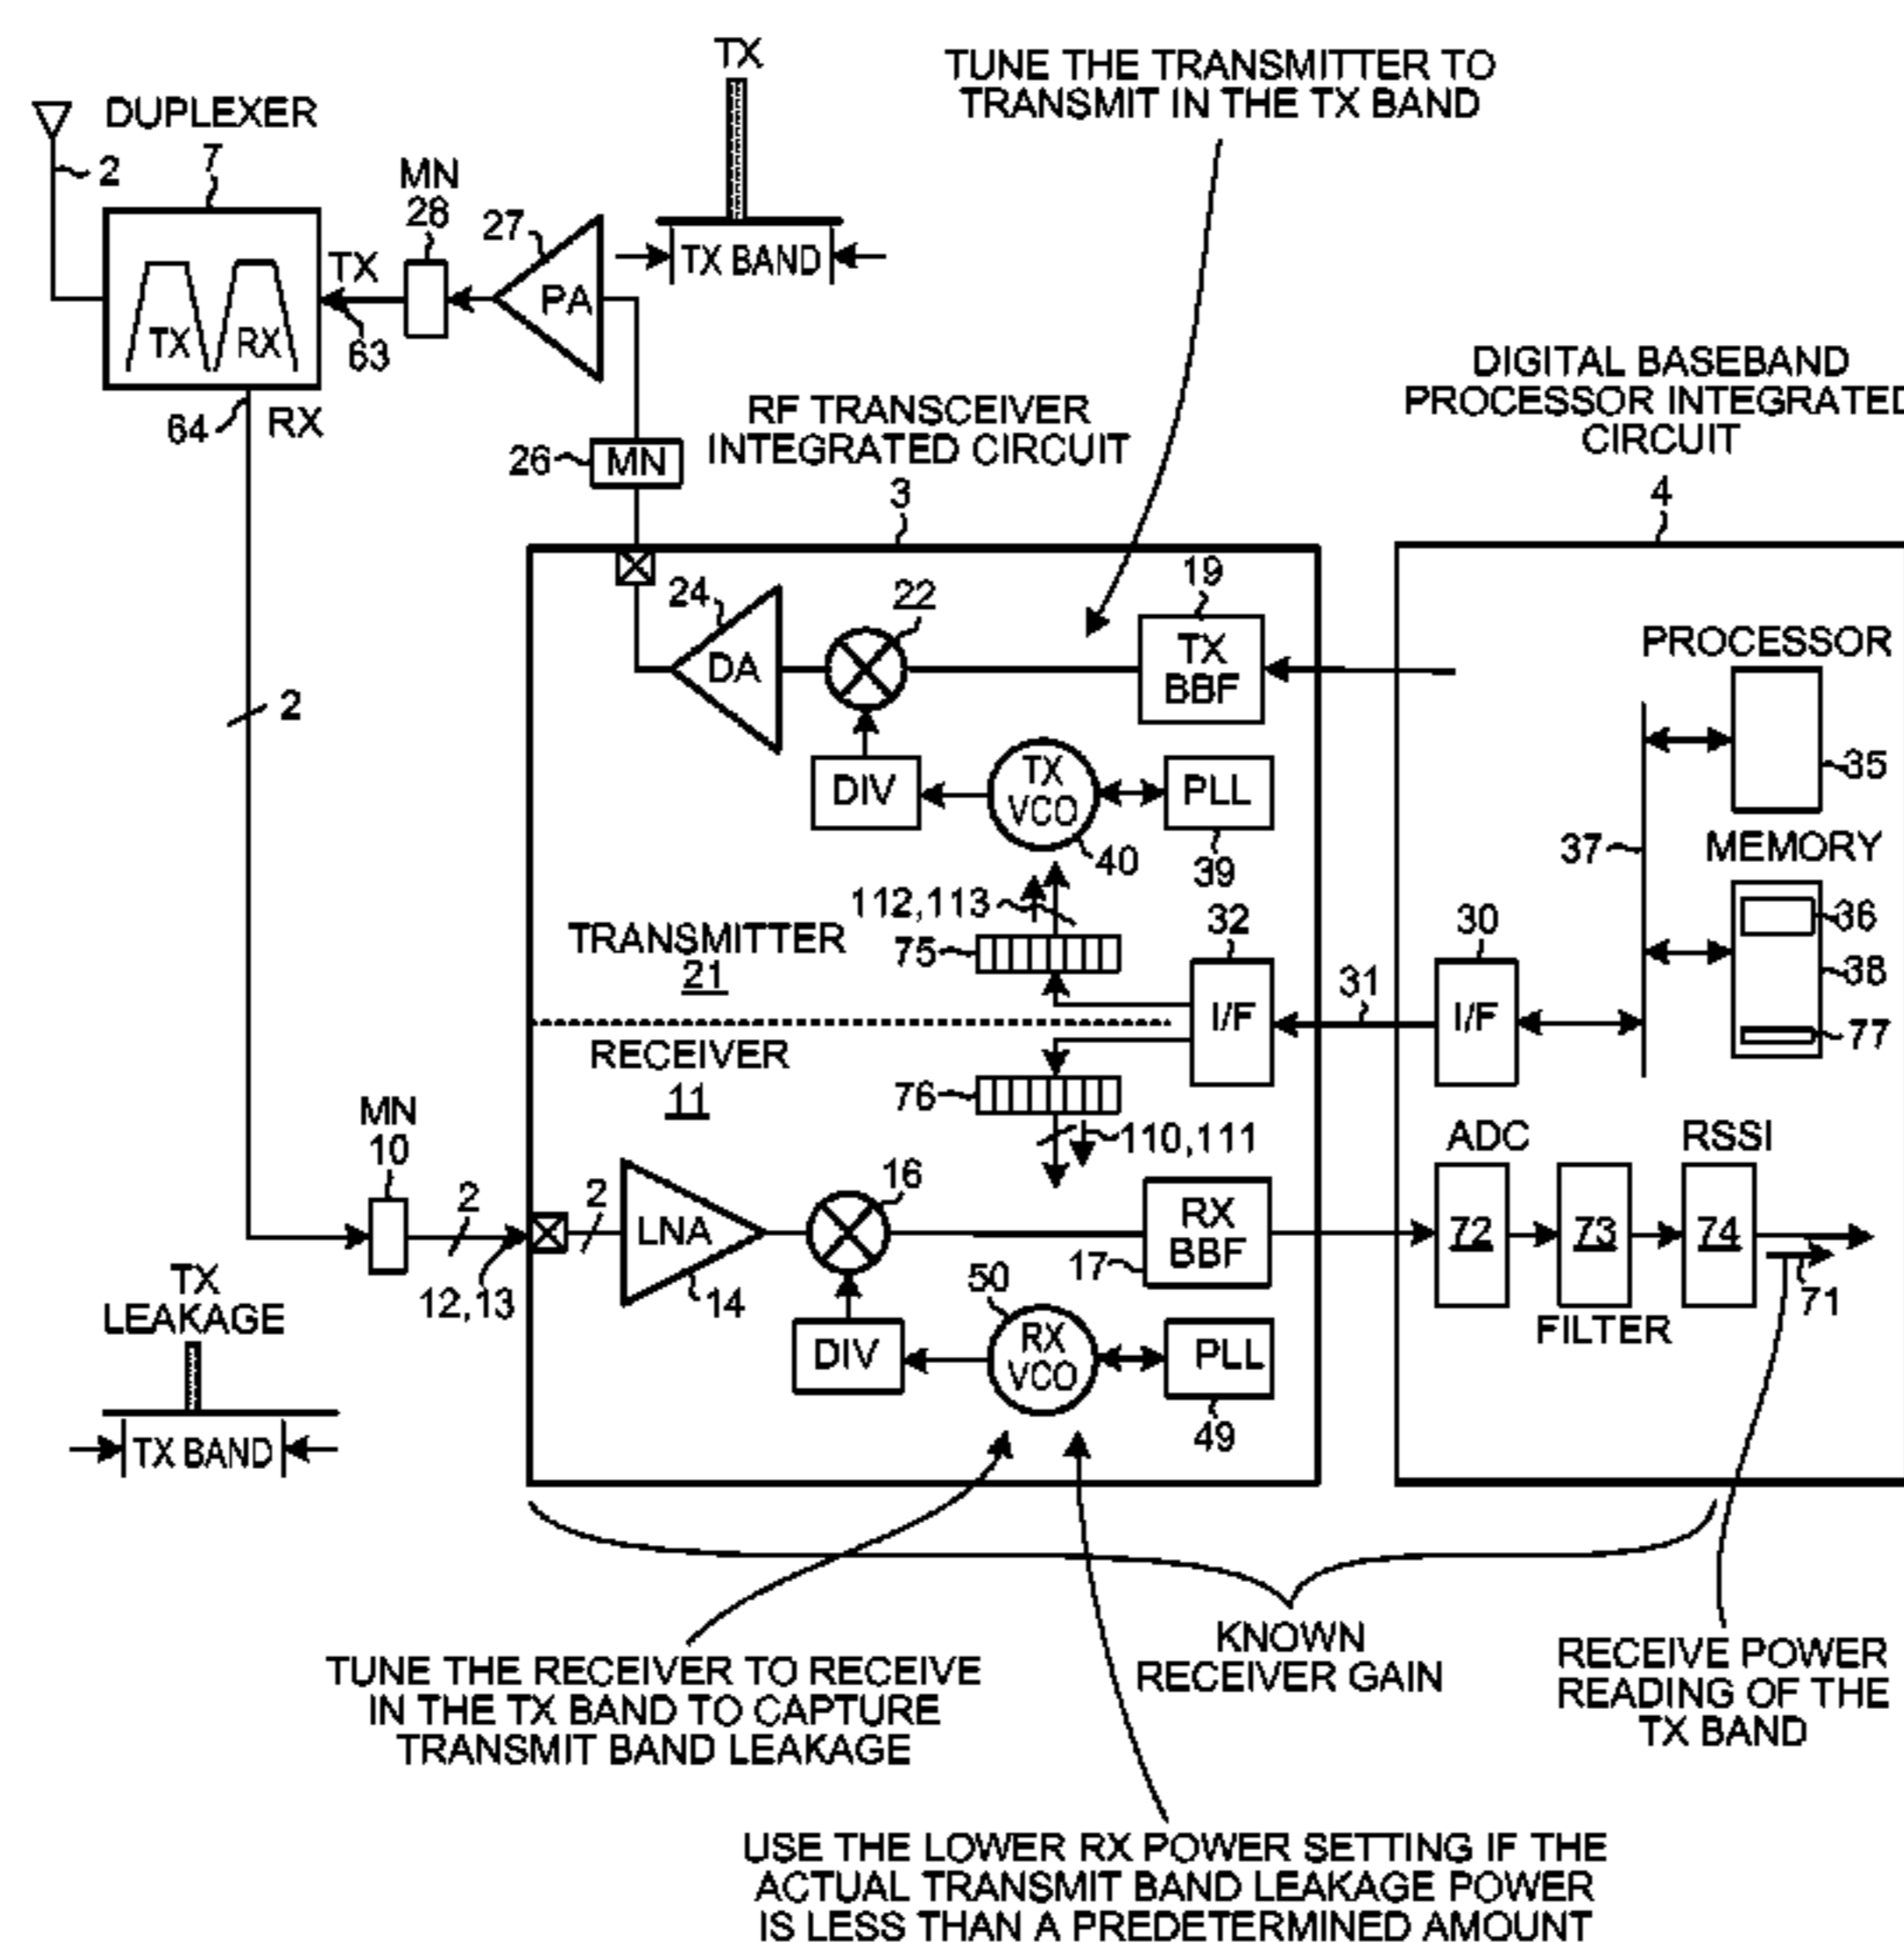 TX
TUNE THE TRANSMITTER TO
TRANSMIT IN THE TX BAND
DUPLEXER
7
2
MN
28
27
PA
TX BAND
TX
63
TX
RX
64
RX
26
MN
RF TRANSCEIVER
INTEGRATED CIRCUIT
3
DIGITAL BASEBAND
PROCESSOR INTEGRATED
CIRCUIT
4
24
DA
22
19
TX
BBF
PROCESSOR
35
2
DIV
TX
VCO
40
PLL
39
37
MEMORY
36
38
77
112,113
75
TRANSMITTER
21
32
I/F
31
30
I/F
RECEIVER
11
76
110,111
MN
10
2
12,13
2
LNA
14
16
RX
BBF
17
ADC
72
73
FILTER
RSSI
74
71
TX
LEAKAGE
TX BAND
DIV
50
RX
VCO
PLL
49
TUNE THE RECEIVER TO RECEIVE
IN THE TX BAND TO CAPTURE
TRANSMIT BAND LEAKAGE
KNOWN
RECEIVER GAIN
RECEIVE POWER
READING OF THE
TX BAND
USE THE LOWER RX POWER SETTING IF THE
ACTUAL TRANSMIT BAND LEAKAGE POWER
IS LESS THAN A PREDETERMINED AMOUNT